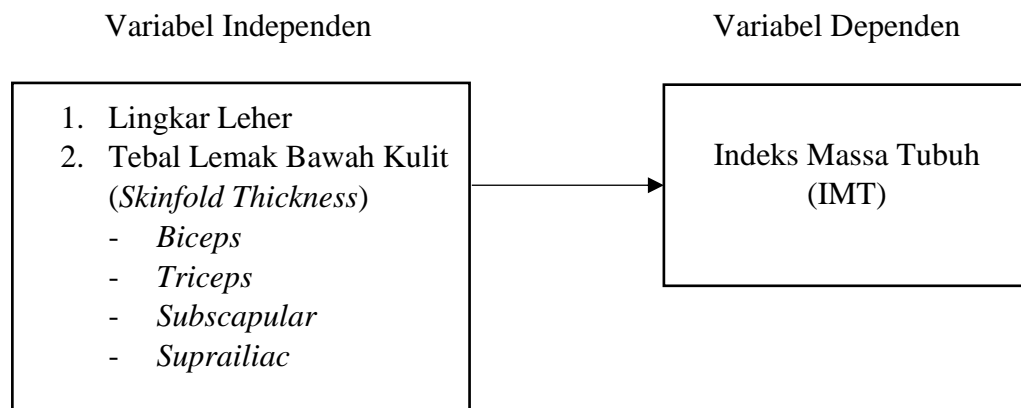 Variabel Independen
Variabel Dependen
1. Lingkar Leher
2. Tebal Lemak Bawah Kulit
(Skinfold Thickness)
- Biceps
- Triceps
- Subscapular
- Suprailiac
Indeks Massa Tubuh
(IMT)